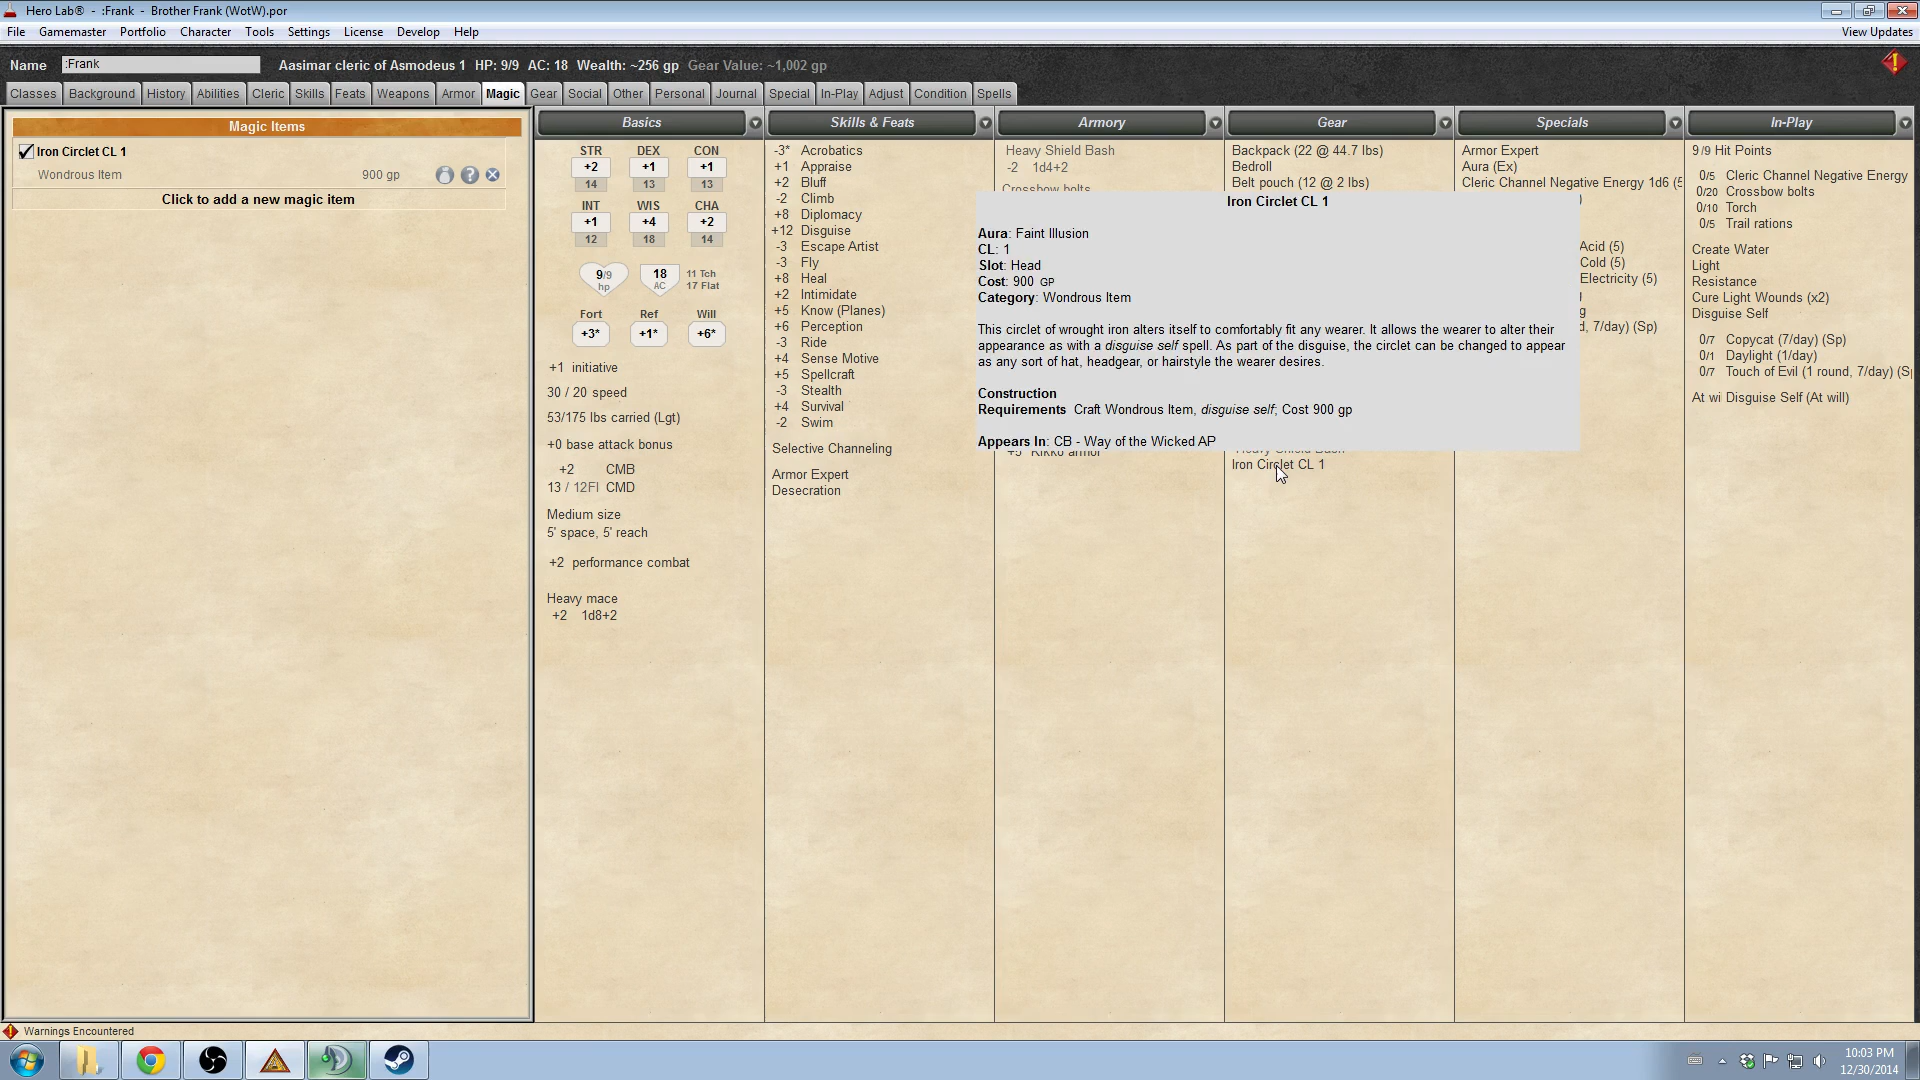 Hero Lab® - :Frank - Brother Frank (WotW).por
File Gamemaster Portfolio Character Tools Settings License Develop Help View Updates
Name :Frank Aasimar cleric of Asmodeus 1 HP: 9/9 AC: 18 Wealth: ~256 gp Gear Value: ~1,002 gp
Classes Background History Abilities Cleric Skills Feats Weapons Armor Magic Gear Social Other Personal Journal Special In-Play Adjust Condition Spells
Magic Items
Iron Circlet CL 1
Wondrous Item 900 gp
Click to add a new magic item
Basics
STR DEX CON
+2 +1 +1
14 13 13
INT WIS CHA
+1 +4 +2
12 18 14
9/9 hp
18 AC
11 Tch
17 Flat
Fort Ref Will
+3* +1* +6*
+1 initiative
30 / 20 speed
53/175 lbs carried (Lgt)
+0 base attack bonus
+2 CMB
13 / 12Fl CMD
Medium size
5' space, 5' reach
+2 performance combat
Heavy mace
+2 1d8+2
Skills & Feats
-3* Acrobatics
+1 Appraise
+2 Bluff
-2 Climb
+8 Diplomacy
+12 Disguise
-3 Escape Artist
-3 Fly
+8 Heal
+2 Intimidate
+5 Know (Planes)
+6 Perception
-3 Ride
+4 Sense Motive
+5 Spellcraft
-3 Stealth
+4 Survival
-2 Swim
Selective Channeling
Armor Expert
Desecration
Armory
Heavy Shield Bash
-2 1d4+2
Crossbow bolts
+5 Kikko armor
Gear
Backpack (22 @ 44.7 lbs)
Bedroll
Belt pouch (12 @ 2 lbs)
Heavy Shield Bash
Iron Circlet CL 1
Iron Circlet CL 1
Aura: Faint Illusion
CL: 1
Slot: Head
Cost: 900 GP
Category: Wondrous Item
This circlet of wrought iron alters itself to comfortably fit any wearer. It allows the wearer to alter their
appearance as with a disguise self spell. As part of the disguise, the circlet can be changed to appear
as any sort of hat, headgear, or hairstyle the wearer desires.
Construction
Requirements Craft Wondrous Item, disguise self; Cost 900 gp
Appears In: CB - Way of the Wicked AP
Specials
Armor Expert
Aura (Ex)
Cleric Channel Negative Energy 1d6 (5
)
Acid (5)
Cold (5)
Electricity (5)
d, 7/day) (Sp)
In-Play
9/9 Hit Points
0/5 Cleric Channel Negative Energy
0/20 Crossbow bolts
0/10 Torch
0/5 Trail rations
Create Water
Light
Resistance
Cure Light Wounds (x2)
Disguise Self
0/7 Copycat (7/day) (Sp)
0/1 Daylight (1/day)
0/7 Touch of Evil (1 round, 7/day) (S
At wi Disguise Self (At will)
Warnings Encountered
10:03 PM
12/30/2014